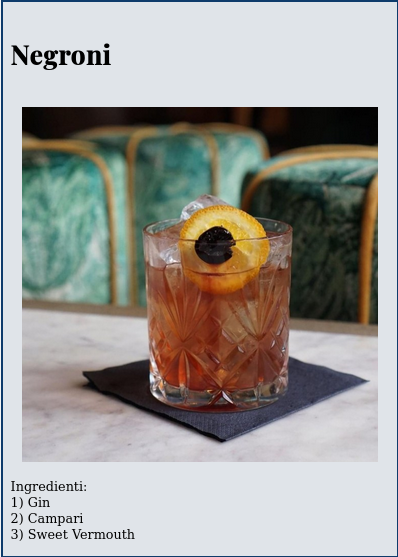 Negroni
Ingredienti:
1) Gin
2) Campari
3) Sweet Vermouth